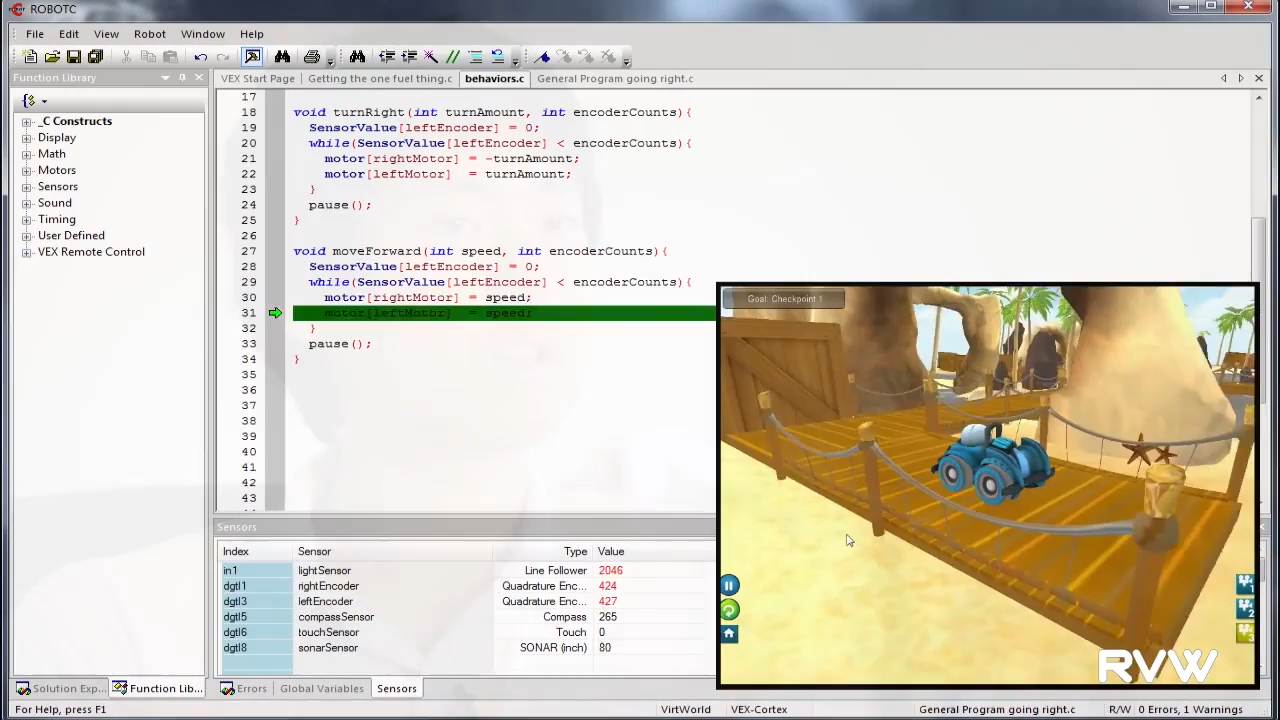 ROBOTC
File Edit View Robot Window Help
Function Library
VEX Start Page Getting the one fuel thing.c behaviors.c General Program going right.c
_C Constructs
Display
Math
Motors
Sensors
Sound
Timing
User Defined
VEX Remote Control
17
18 void turnRight(int turnAmount, int encoderCounts){
19 SensorValue[leftEncoder] = 0;
20 while(SensorValue[leftEncoder] < encoderCounts){
21 motor[rightMotor] = -turnAmount;
22 motor[leftMotor] = turnAmount;
23 }
24 pause();
25 }
26
27 void moveForward(int speed, int encoderCounts){
28 SensorValue[leftEncoder] = 0;
29 while(SensorValue[leftEncoder] < encoderCounts){
30 motor[rightMotor] = speed;
31 motor[leftMotor] = speed;
32 }
33 pause();
34 }
35
36
37
38
39
40
41
42
43
Goal: Checkpoint 1
1
2
3
RVW
Sensors
Index Sensor Type Value
in1 lightSensor Line Follower 2046
dgtl1 rightEncoder Quadrature Enc... 424
dgtl3 leftEncoder Quadrature Enc... 427
dgtl5 compassSensor Compass 265
dgtl6 touchSensor Touch 0
dgtl8 sonarSensor SONAR (inch) 80
Solution Exp... Function Lib... Errors Global Variables Sensors
For Help, press F1 VirtWorld VEX-Cortex General Program going right.c R/W 0 Errors, 1 Warnings